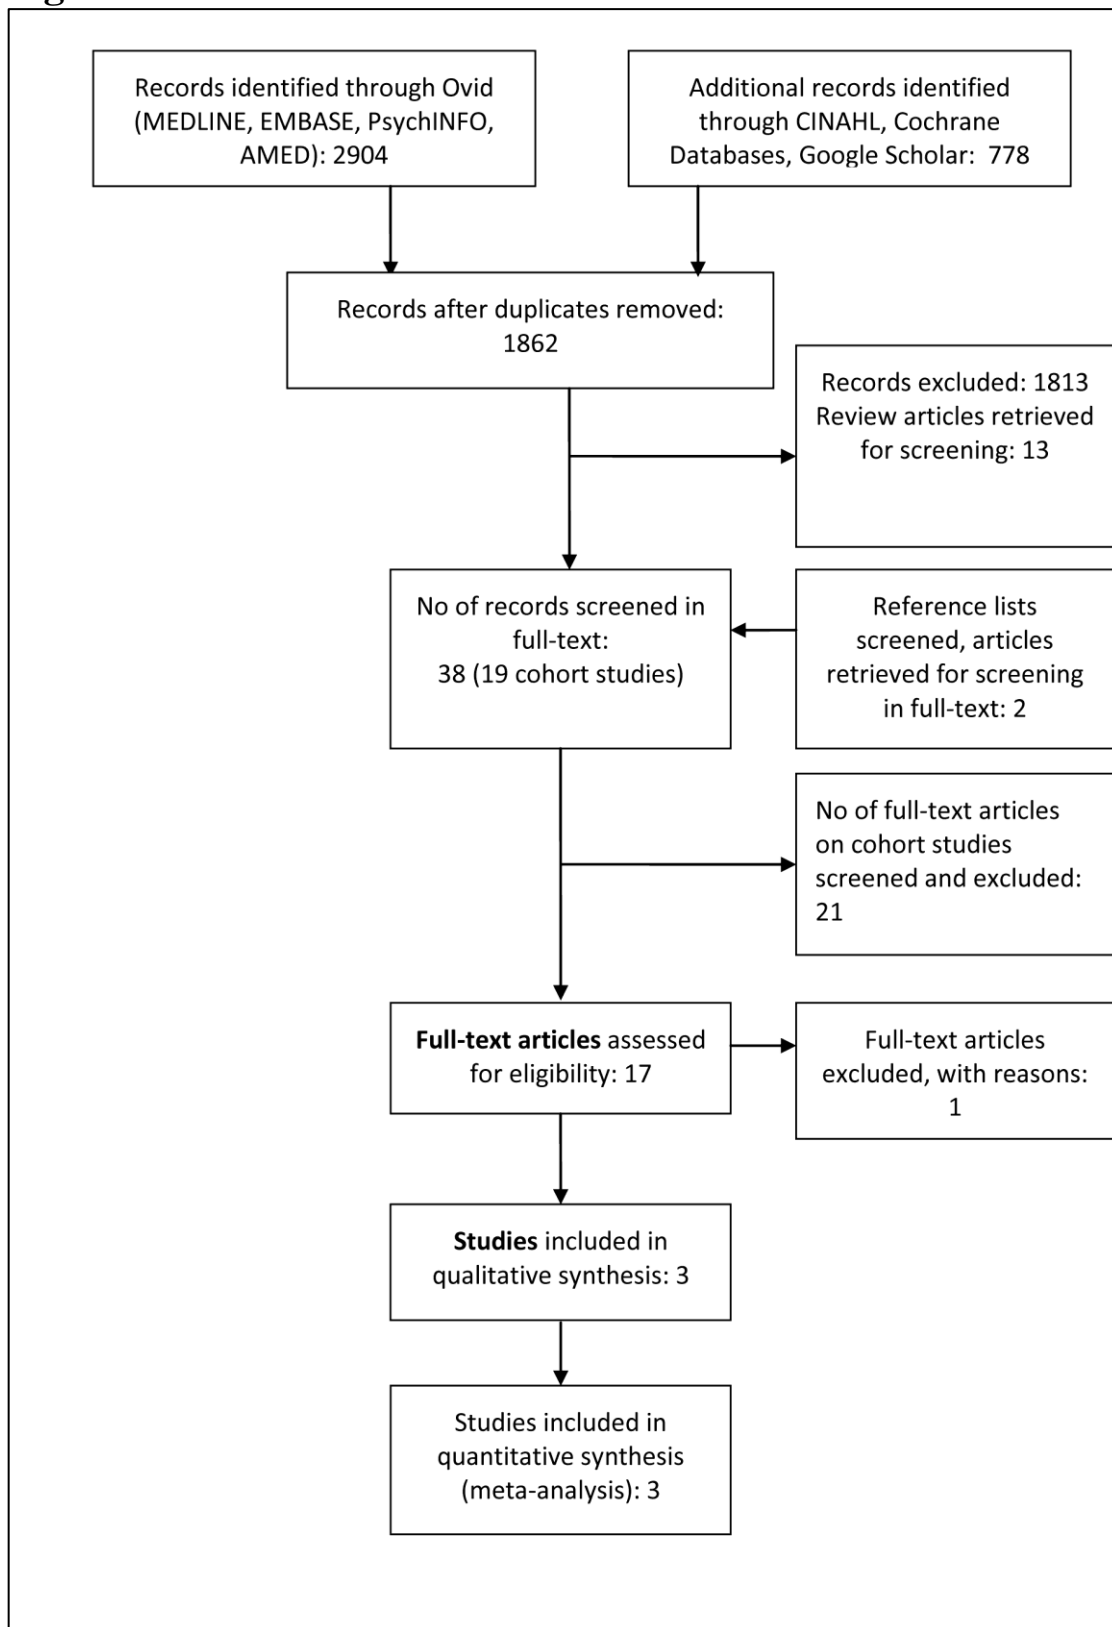 Records identified through Ovid
(MEDLINE, EMBASE, PsychINFO,
AMED): 2904
Additional records identified
through CINAHL, Cochrane
Databases, Google Scholar:  778
Records after duplicates removed:
1862
Records excluded: 1813
Review articles retrieved
for screening: 13
No of records screened in
full-text:
38 (19 cohort studies)
Reference lists
screened, articles
retrieved for screening
in full-text: 2
No of full-text articles
on cohort studies
screened and excluded:
21
Full-text articles assessed
for eligibility: 17
Full-text articles
excluded, with reasons:
1
Studies included in
qualitative synthesis: 3
Studies included in
quantitative synthesis
(meta-analysis): 3